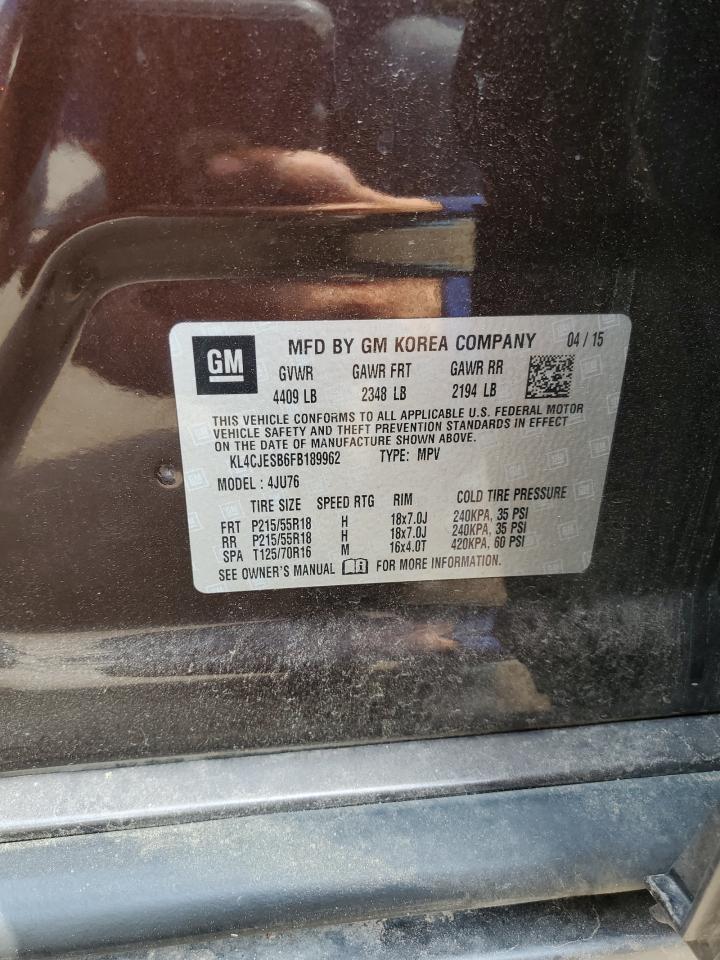 GM
MFD BY GM KOREA COMPANY 04 / 15
GVWR GAWR FRT GAWR RR
4409 LB 2348 LB 2194 LB
THIS VEHICLE CONFORMS TO ALL APPLICABLE U.S. FEDERAL MOTOR
VEHICLE SAFETY AND THEFT PREVENTION STANDARDS IN EFFECT
ON THE DATE OF MANUFACTURE SHOWN ABOVE.
KL4CJESB6FB189962 TYPE: MPV
MODEL : 4JU76
TIRE SIZE SPEED RTG RIM COLD TIRE PRESSURE
FRT P215/55R18 H 18x7.0J 240KPA, 35 PSI
RR P215/55R18 H 18x7.0J 240KPA, 35 PSI
SPA T125/70R16 M 16x4.0T 420KPA, 60 PSI
SEE OWNER'S MANUAL FOR MORE INFORMATION.